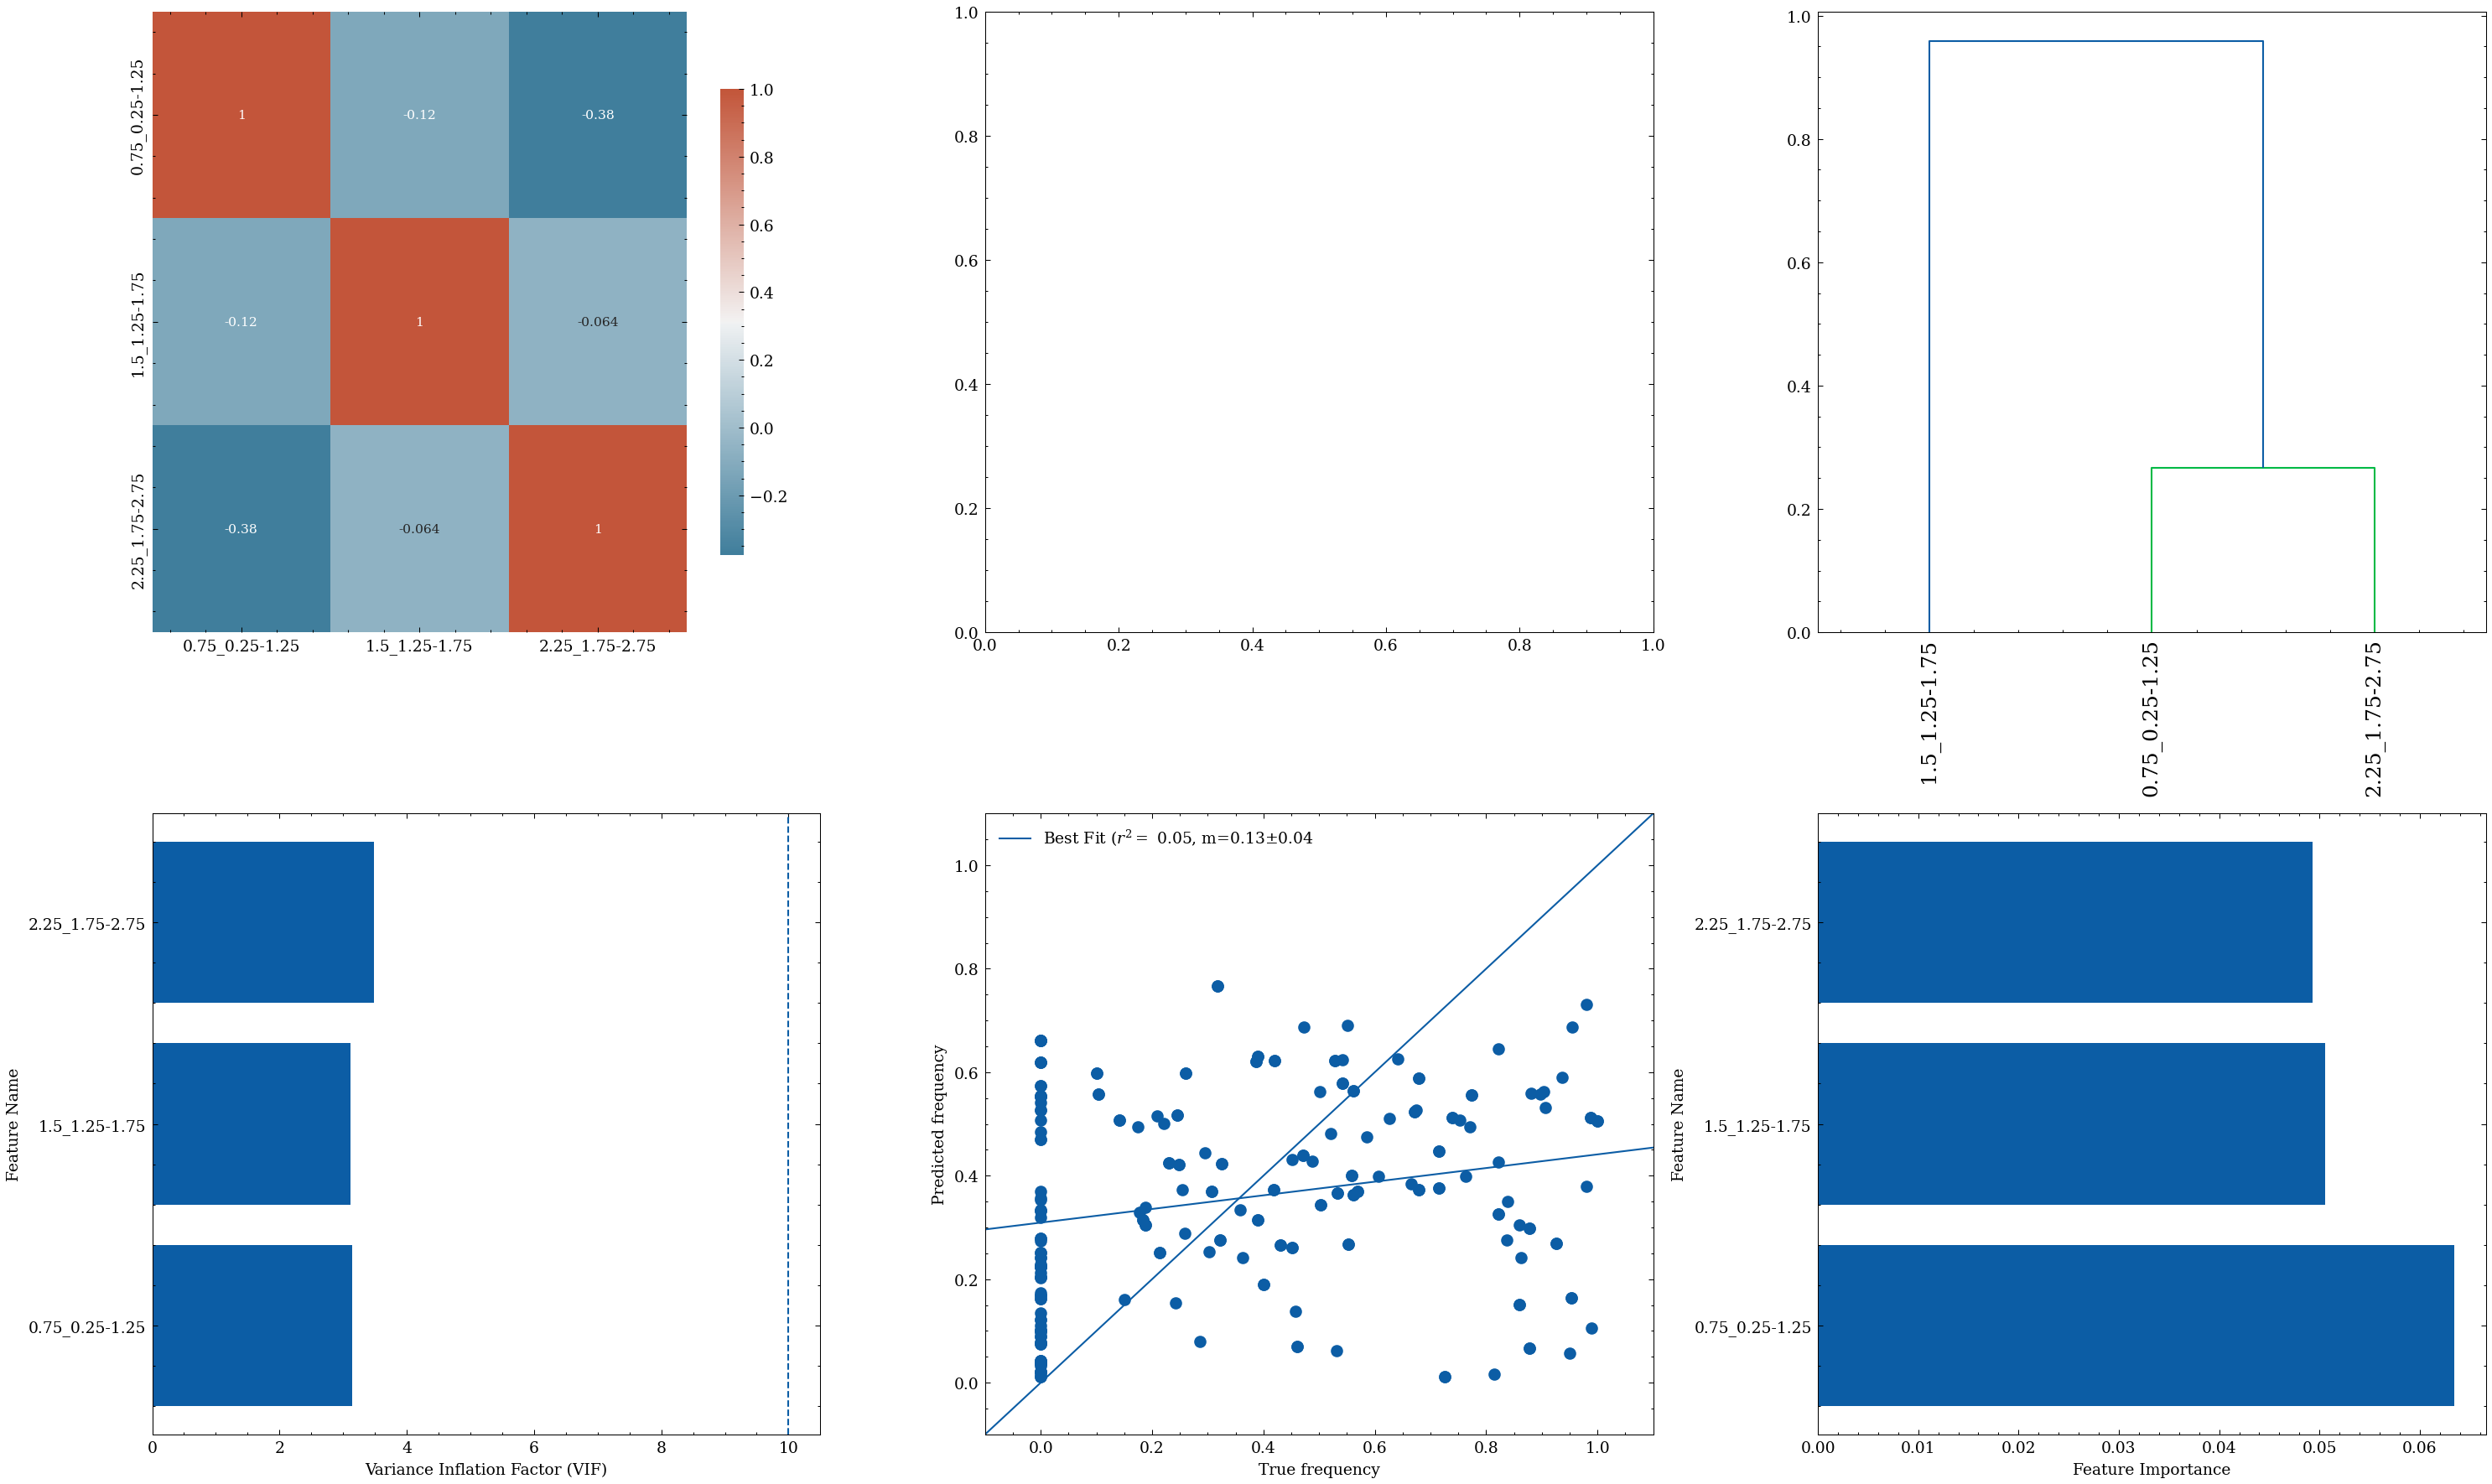 0.75_0.25-1.25
1.5_1.25-1.75
2.25_1.75-2.75
1 -0.12 -0.38
-0.12 1 -0.064
-0.38 -0.064 1
0.75_0.25-1.25 1.5_1.25-1.75 2.25_1.75-2.75
1.0
0.8
0.6
0.4
0.2
0.0
−0.2
1.0
0.8
0.6
0.4
0.2
0.0
0.0 0.2 0.4 0.6 0.8 1.0
1.0
0.8
0.6
0.4
0.2
0.0
1.5_1.25-1.75
0.75_0.25-1.25
2.25_1.75-2.75
Feature Name
2.25_1.75-2.75
1.5_1.25-1.75
0.75_0.25-1.25
0 2 4 6 8 10
Variance Inflation Factor (VIF)
Best Fit (r² = 0.05, m=0.13±0.04
Predicted frequency
1.0
0.8
0.6
0.4
0.2
0.0
0.0 0.2 0.4 0.6 0.8 1.0
True frequency
Feature Name
2.25_1.75-2.75
1.5_1.25-1.75
0.75_0.25-1.25
0.00 0.01 0.02 0.03 0.04 0.05 0.06
Feature Importance